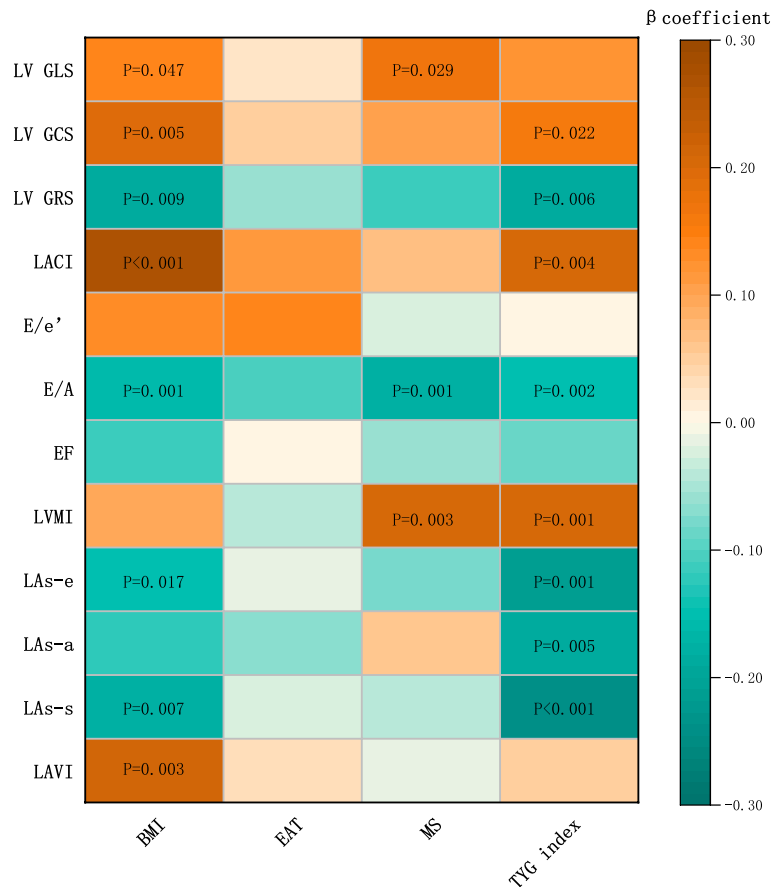 β coefficient
0.30
LV GLS P=0.047 P=0.029
LV GCS P=0.005 P=0.022
0.20
LV GRS P=0.009 P=0.006
LACI P<0.001 P=0.004
0.10
E/e’
E/A P=0.001 P=0.001 P=0.002
0.00
EF
LVMI P=0.003 P=0.001
-0.10
LAs-e P=0.017 P=0.001
LAs-a P=0.005
-0.20
LAs-s P=0.007 P<0.001
LAVI P=0.003
-0.30
BMI EAT MS TYG index